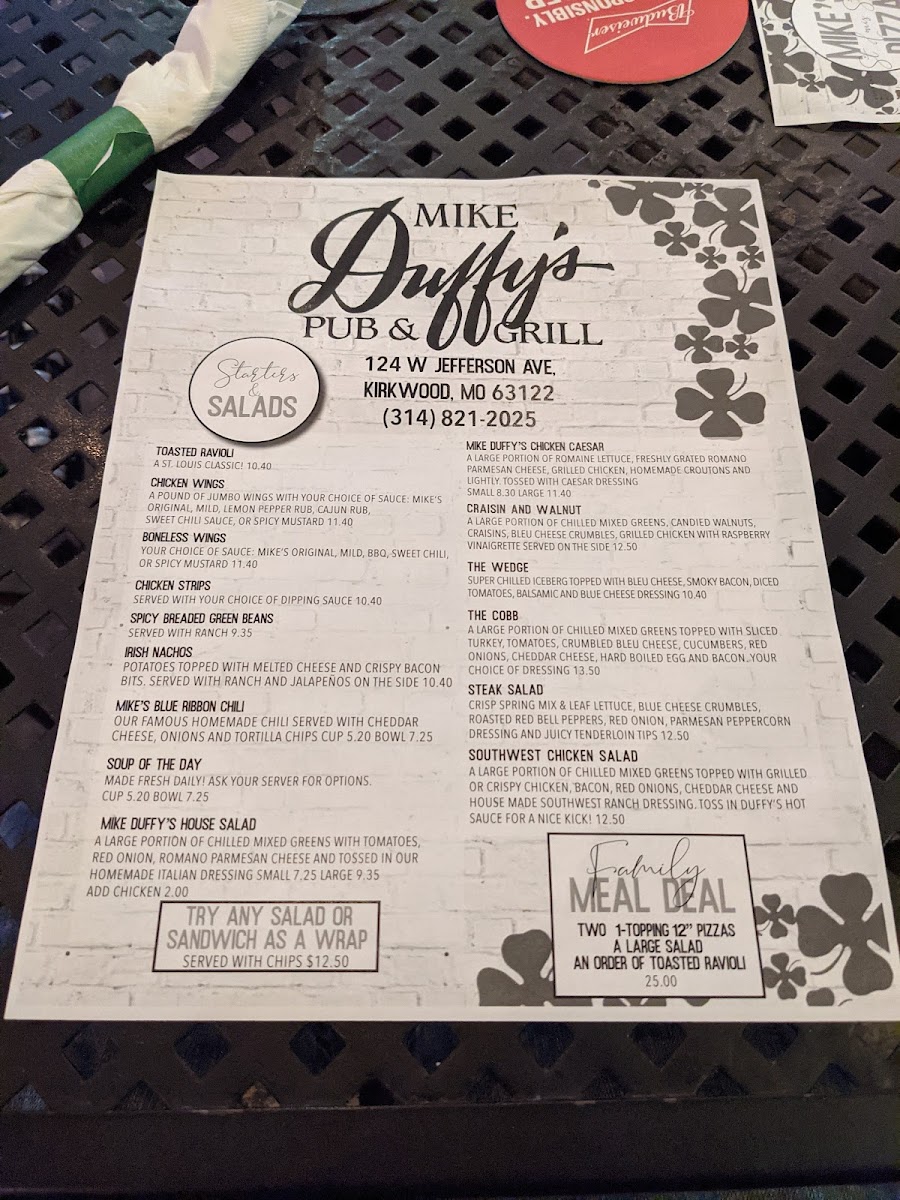 RESPONSIBLY.
Budweiser
MIKE'S
PIZZA
MIKE
Duffy's
PUB & GRILL
124 W JEFFERSON AVE,
KIRKWOOD, MO 63122
(314) 821-2025
Starters
&
SALADS
TOASTED RAVIOLI
A ST. LOUIS CLASSIC! 10.40
CHICKEN WINGS
A POUND OF JUMBO WINGS WITH YOUR CHOICE OF SAUCE: MIKE'S
ORIGINAL, MILD, LEMON PEPPER RUB, CAJUN RUB,
SWEET CHILI SAUCE, OR SPICY MUSTARD 11.40
BONELESS WINGS
YOUR CHOICE OF SAUCE: MIKE'S ORIGINAL, MILD, BBQ, SWEET CHILI,
OR SPICY MUSTARD 11.40
CHICKEN STRIPS
SERVED WITH YOUR CHOICE OF DIPPING SAUCE 10.40
SPICY BREADED GREEN BEANS
SERVED WITH RANCH 9.35
IRISH NACHOS
POTATOES TOPPED WITH MELTED CHEESE AND CRISPY BACON
BITS. SERVED WITH RANCH AND JALAPEÑOS ON THE SIDE 10.40
MIKE'S BLUE RIBBON CHILI
OUR FAMOUS HOMEMADE CHILI SERVED WITH CHEDDAR
CHEESE, ONIONS AND TORTILLA CHIPS CUP 5.20 BOWL 7.25
SOUP OF THE DAY
MADE FRESH DAILY! ASK YOUR SERVER FOR OPTIONS.
CUP 5.20 BOWL 7.25
MIKE DUFFY'S HOUSE SALAD
A LARGE PORTION OF CHILLED MIXED GREENS WITH TOMATOES,
RED ONION, ROMANO PARMESAN CHEESE AND TOSSED IN OUR
HOMEMADE ITALIAN DRESSING SMALL 7.25 LARGE 9.35
ADD CHICKEN 2.00
TRY ANY SALAD OR
SANDWICH AS A WRAP
SERVED WITH CHIPS $12.50
MIKE DUFFY'S CHICKEN CAESAR
A LARGE PORTION OF ROMAINE LETTUCE, FRESHLY GRATED ROMANO
PARMESAN CHEESE, GRILLED CHICKEN, HOMEMADE CROUTONS AND
LIGHTLY TOSSED WITH CAESAR DRESSING
SMALL 8.30 LARGE 11.40
CRAISIN AND WALNUT
A LARGE PORTION OF CHILLED MIXED GREENS, CANDIED WALNUTS,
CRAISINS, BLEU CHEESE CRUMBLES, GRILLED CHICKEN WITH RASPBERRY
VINAIGRETTE SERVED ON THE SIDE 12.50
THE WEDGE
SUPER CHILLED ICEBERG TOPPED WITH BLEU CHEESE, SMOKY BACON, DICED
TOMATOES, BALSAMIC AND BLUE CHEESE DRESSING 10.40
THE COBB
A LARGE PORTION OF CHILLED MIXED GREENS TOPPED WITH SLICED
TURKEY, TOMATOES, CRUMBLED BLEU CHEESE, CUCUMBERS, RED
ONIONS, CHEDDAR CHEESE, HARD BOILED EGG AND BACON..YOUR
CHOICE OF DRESSING 13.50
STEAK SALAD
CRISP SPRING MIX & LEAF LETTUCE, BLUE CHEESE CRUMBLES,
ROASTED RED BELL PEPPERS, RED ONION, PARMESAN PEPPERCORN
DRESSING AND JUICY TENDERLOIN TIPS 12.50
SOUTHWEST CHICKEN SALAD
A LARGE PORTION OF CHILLED MIXED GREENS TOPPED WITH GRILLED
OR CRISPY CHICKEN, BACON, RED ONIONS, CHEDDAR CHEESE AND
HOUSE MADE SOUTHWEST RANCH DRESSING. TOSS IN DUFFY'S HOT
SAUCE FOR A NICE KICK! 12.50
Family
MEAL DEAL
TWO 1-TOPPING 12" PIZZAS
A LARGE SALAD
AN ORDER OF TOASTED RAVIOLI
25.00